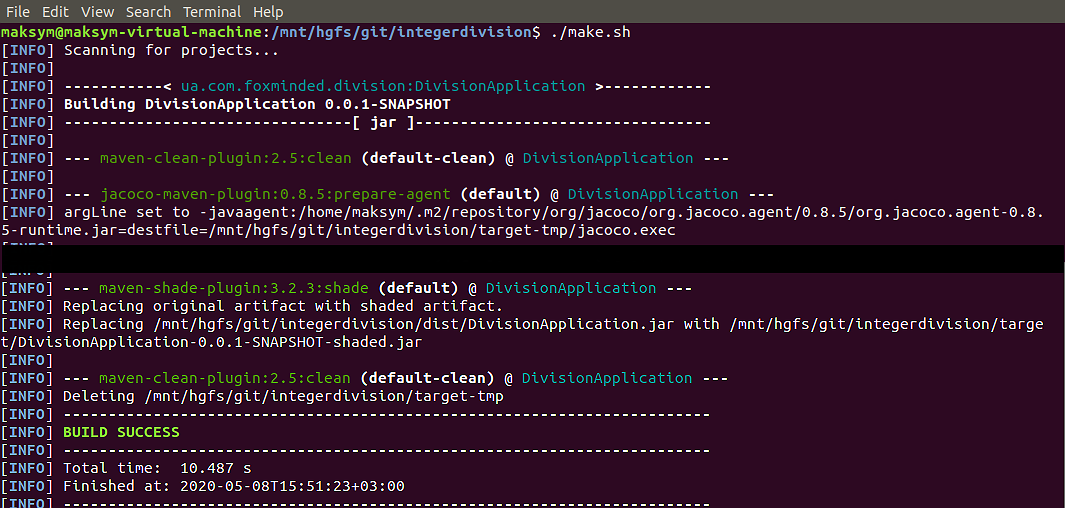 File Edit View Search Terminal Help
maksym@maksym-virtual-machine:/mnt/hgfs/git/integerdivision$ ./make.sh
[INFO] Scanning for projects...
[INFO]
[INFO] -----------< ua.com.foxminded.division:DivisionApplication >------------
[INFO] Building DivisionApplication 0.0.1-SNAPSHOT
[INFO] --------------------------------[ jar ]---------------------------------
[INFO]
[INFO] --- maven-clean-plugin:2.5:clean (default-clean) @ DivisionApplication ---
[INFO]
[INFO] --- jacoco-maven-plugin:0.8.5:prepare-agent (default) @ DivisionApplication ---
[INFO] argLine set to -javaagent:/home/maksym/.m2/repository/org/jacoco/org.jacoco.agent/0.8.5/org.jacoco.agent-0.8.
5-runtime.jar=destfile=/mnt/hgfs/git/integerdivision/target-tmp/jacoco.exec
[INFO] --- maven-shade-plugin:3.2.3:shade (default) @ DivisionApplication ---
[INFO] Replacing original artifact with shaded artifact.
[INFO] Replacing /mnt/hgfs/git/integerdivision/dist/DivisionApplication.jar with /mnt/hgfs/git/integerdivision/targe
t/DivisionApplication-0.0.1-SNAPSHOT-shaded.jar
[INFO]
[INFO] --- maven-clean-plugin:2.5:clean (default-clean) @ DivisionApplication ---
[INFO] Deleting /mnt/hgfs/git/integerdivision/target-tmp
[INFO] ------------------------------------------------------------------------
[INFO] BUILD SUCCESS
[INFO] ------------------------------------------------------------------------
[INFO] Total time:  10.487 s
[INFO] Finished at: 2020-05-08T15:51:23+03:00
[INFO] ------------------------------------------------------------------------